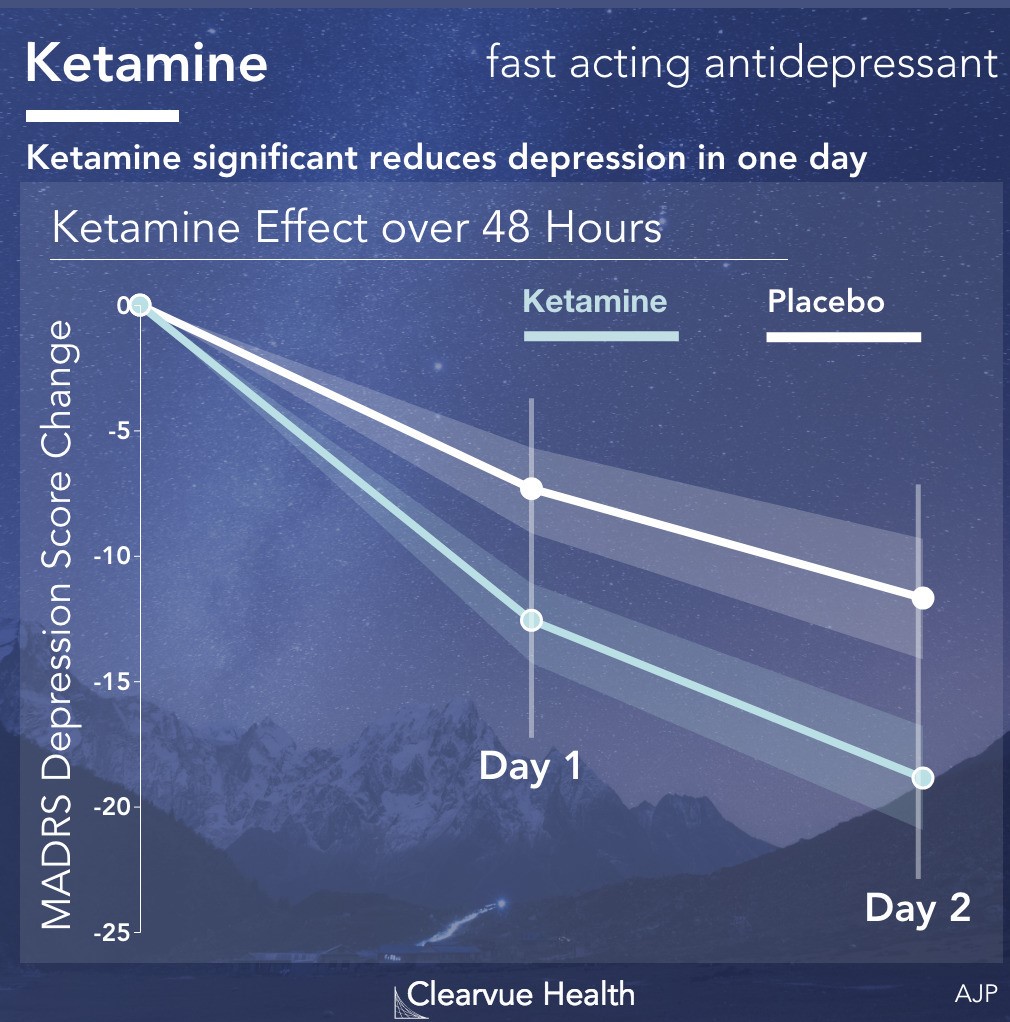 Ketamine
fast acting antidepressant
Ketamine significant reduces depression in one day
Ketamine Effect over 48 Hours
Ketamine
Placebo
MADRS Depression Score Change
0
-5
-10
-15
-20
-25
Day 1
Day 2
Clearvue Health
AJP